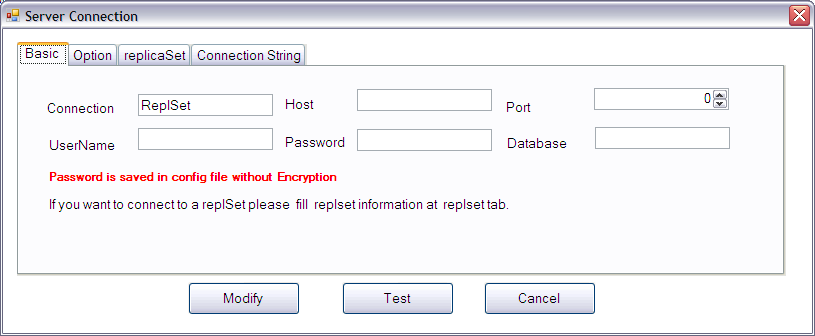 Server Connection
Basic Option replicaSet Connection String
Connection ReplSet Host Port 0
UserName Password Database
Password is saved in config file without Encryption
If you want to connect to a replSet please fill replset information at replset tab.
Modify Test Cancel